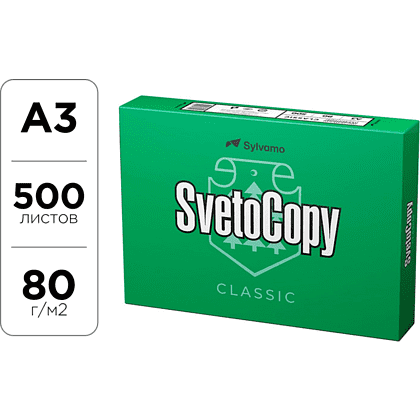 A3
500
ЛИСТОВ
80
г/м2
Sylvamo
SvetoCopy
CLASSIC
SvetoCopy